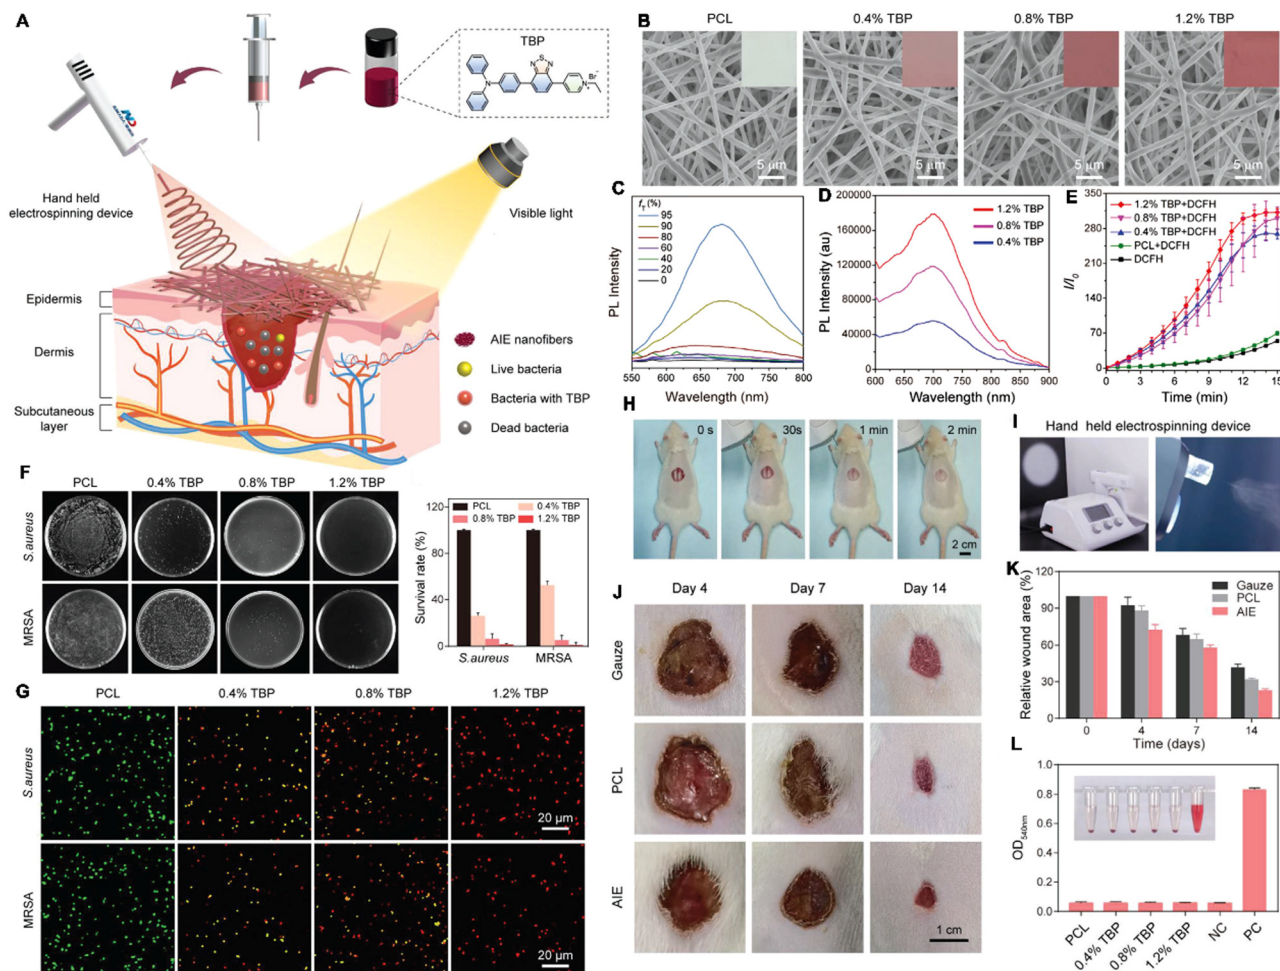 A
TBP
S
N
N
N
N
Br-
+
Hand held
electrospinning device
Visible light
Epidermis
Dermis
Subcutaneous
layer
AIE nanofibers
Live bacteria
Bacteria with TBP
Dead bacteria
B
PCL
0.4% TBP
0.8% TBP
1.2% TBP
5 μm
5 μm
5 μm
5 μm
C
PL Intensity
fT (%)
95
90
80
60
40
20
0
550
600
650
700
750
800
Wavelength (nm)
D
PL Intensity (au)
200000
160000
120000
80000
40000
0
1.2% TBP
0.8% TBP
0.4% TBP
600
700
800
900
Wavelength (nm)
E
I/I0
350
280
210
140
70
0
1.2% TBP+DCFH
0.8% TBP+DCFH
0.4% TBP+DCFH
PCL+DCFH
DCFH
0
3
6
9
12
15
Time (min)
F
PCL
0.4% TBP
0.8% TBP
1.2% TBP
S.aureus
MRSA
Survival rate (%)
120
80
40
0
PCL
0.4% TBP
0.8% TBP
1.2% TBP
S.aureus
MRSA
G
PCL
0.4% TBP
0.8% TBP
1.2% TBP
S.aureus
MRSA
20 μm
20 μm
H
0 s
30s
1 min
2 min
2 cm
I
Hand held electrospinning device
J
Day 4
Day 7
Day 14
Gauze
PCL
AIE
1 cm
K
Relative wound area (%)
120
90
60
30
0
Gauze
PCL
AIE
0
4
7
14
Time (days)
L
OD540nm
1.0
0.8
0.6
0.4
0.2
0.0
PCL
0.4% TBP
0.8% TBP
1.2% TBP
NC
PC